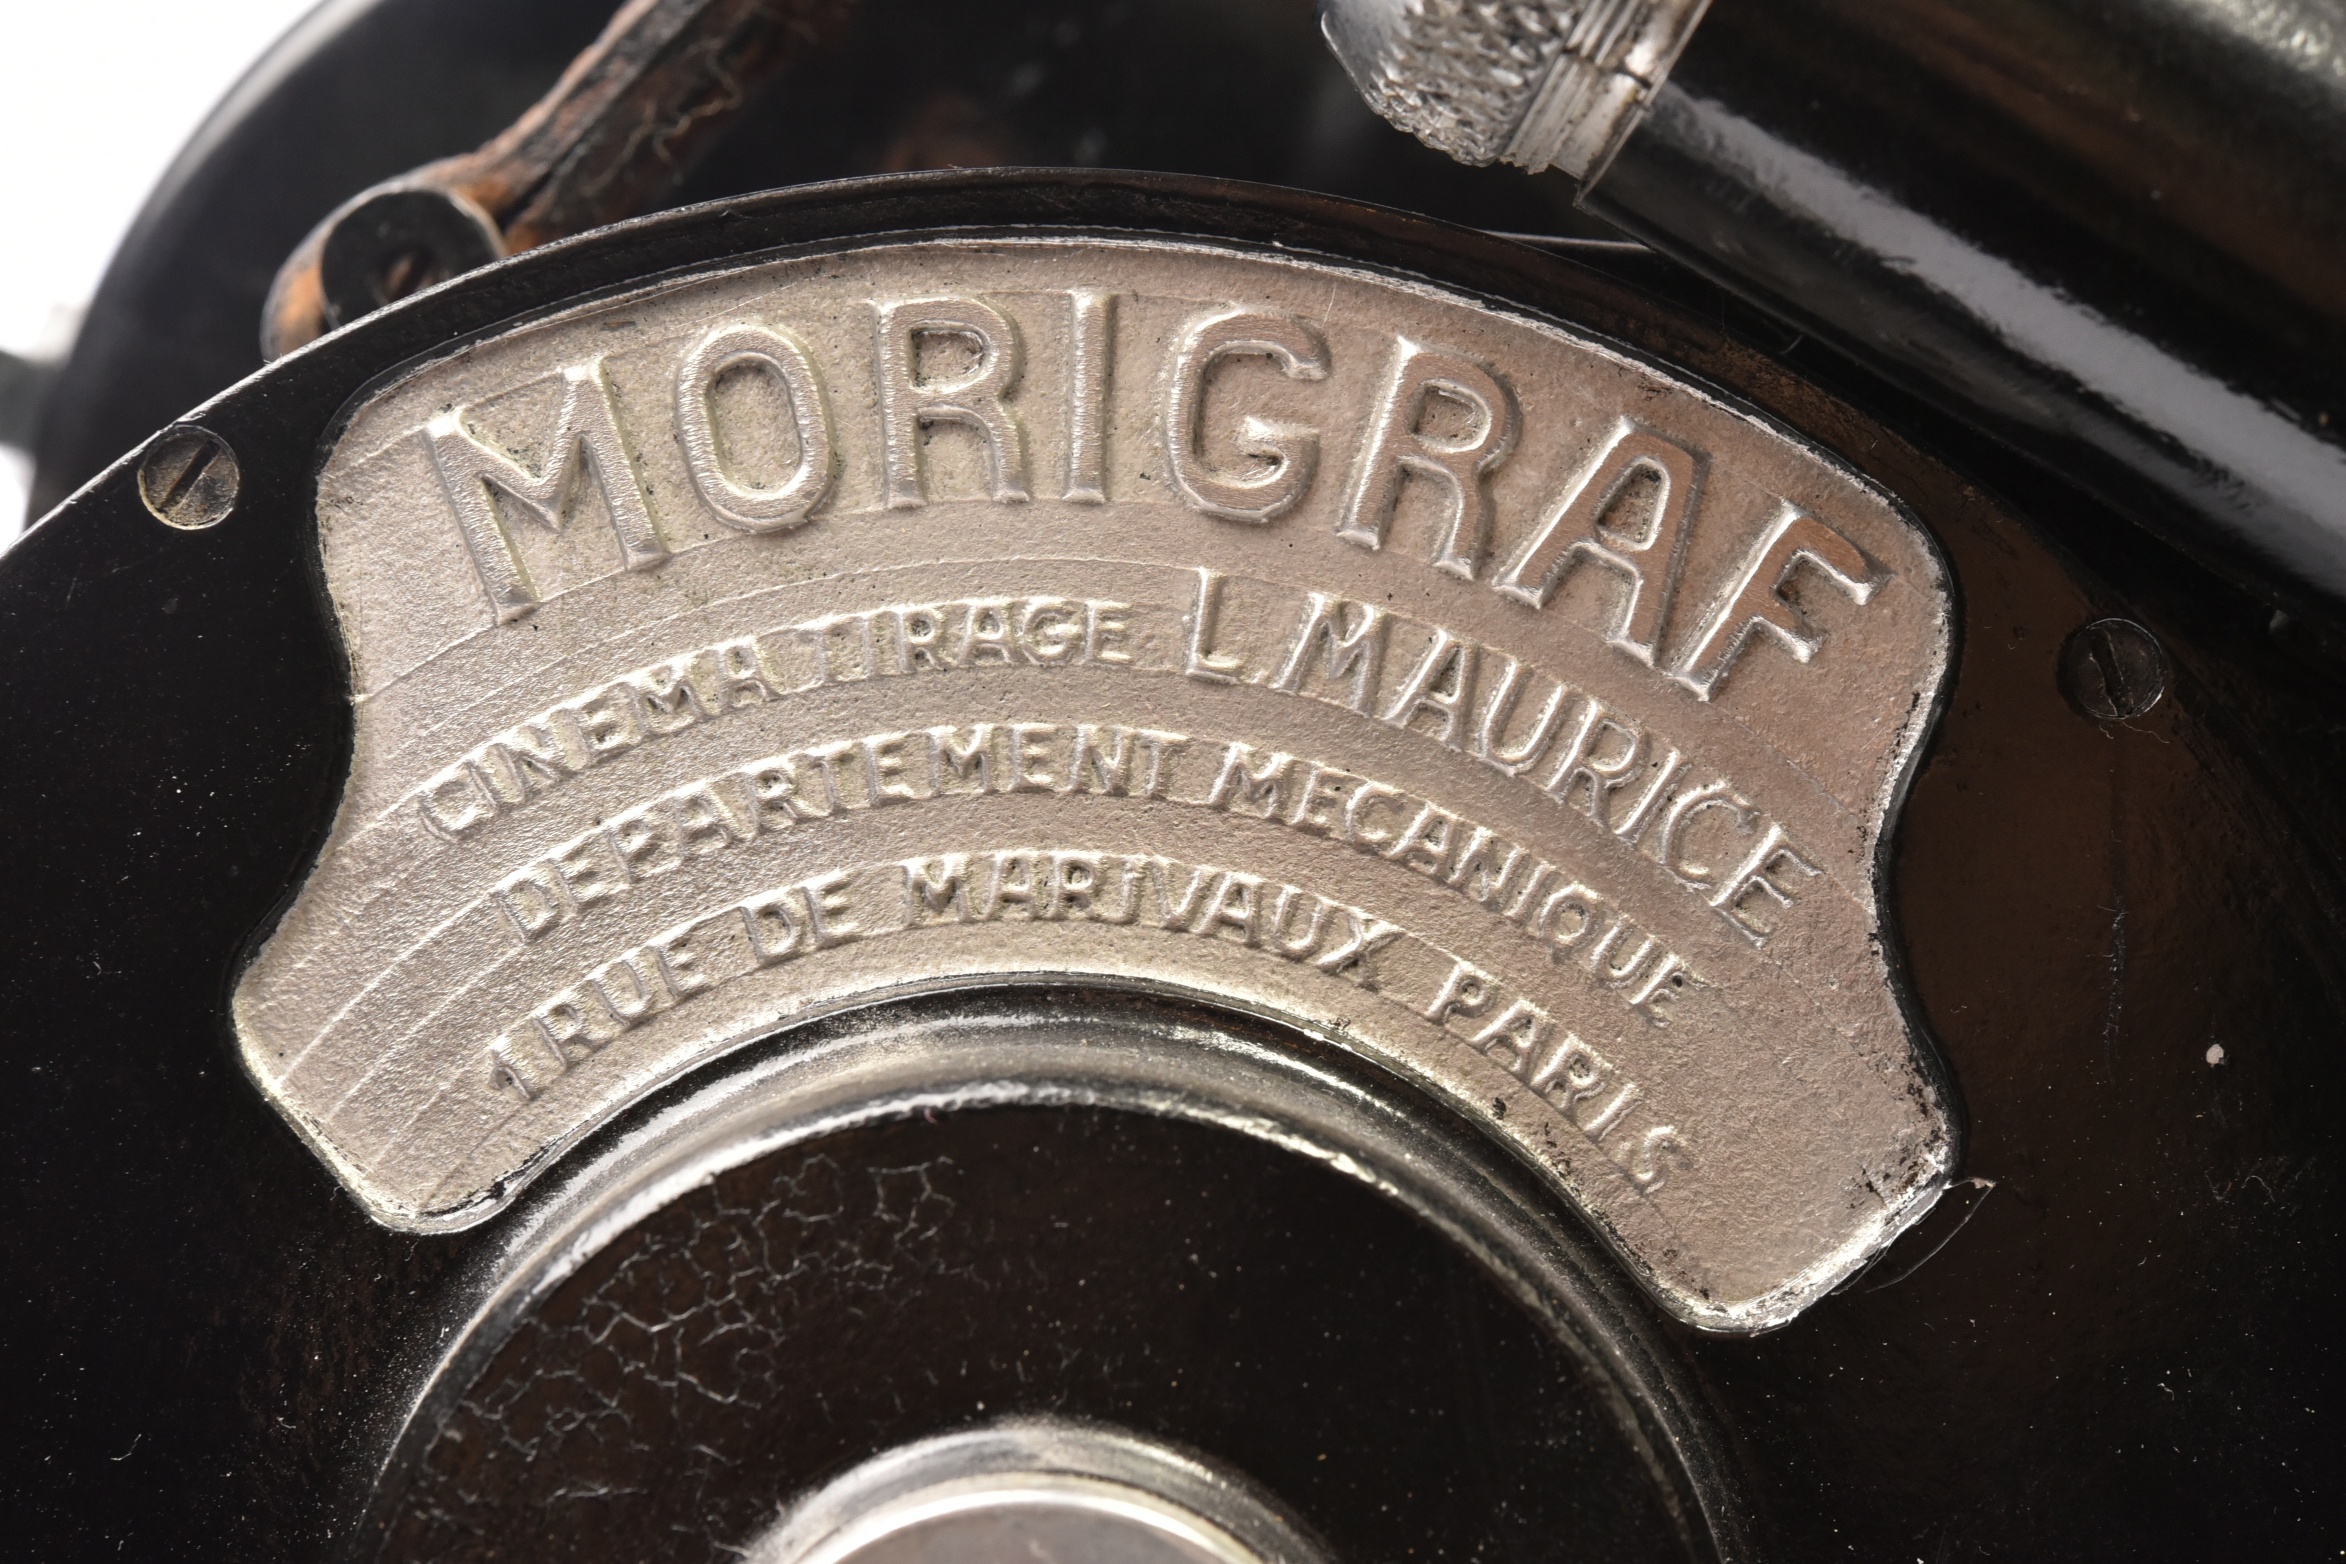 MORIGRAF
CINEMA TIRAGE L. MAURICE
DEPARTEMENT MECANIQUE
1 RUE DE MARIVAUX PARIS